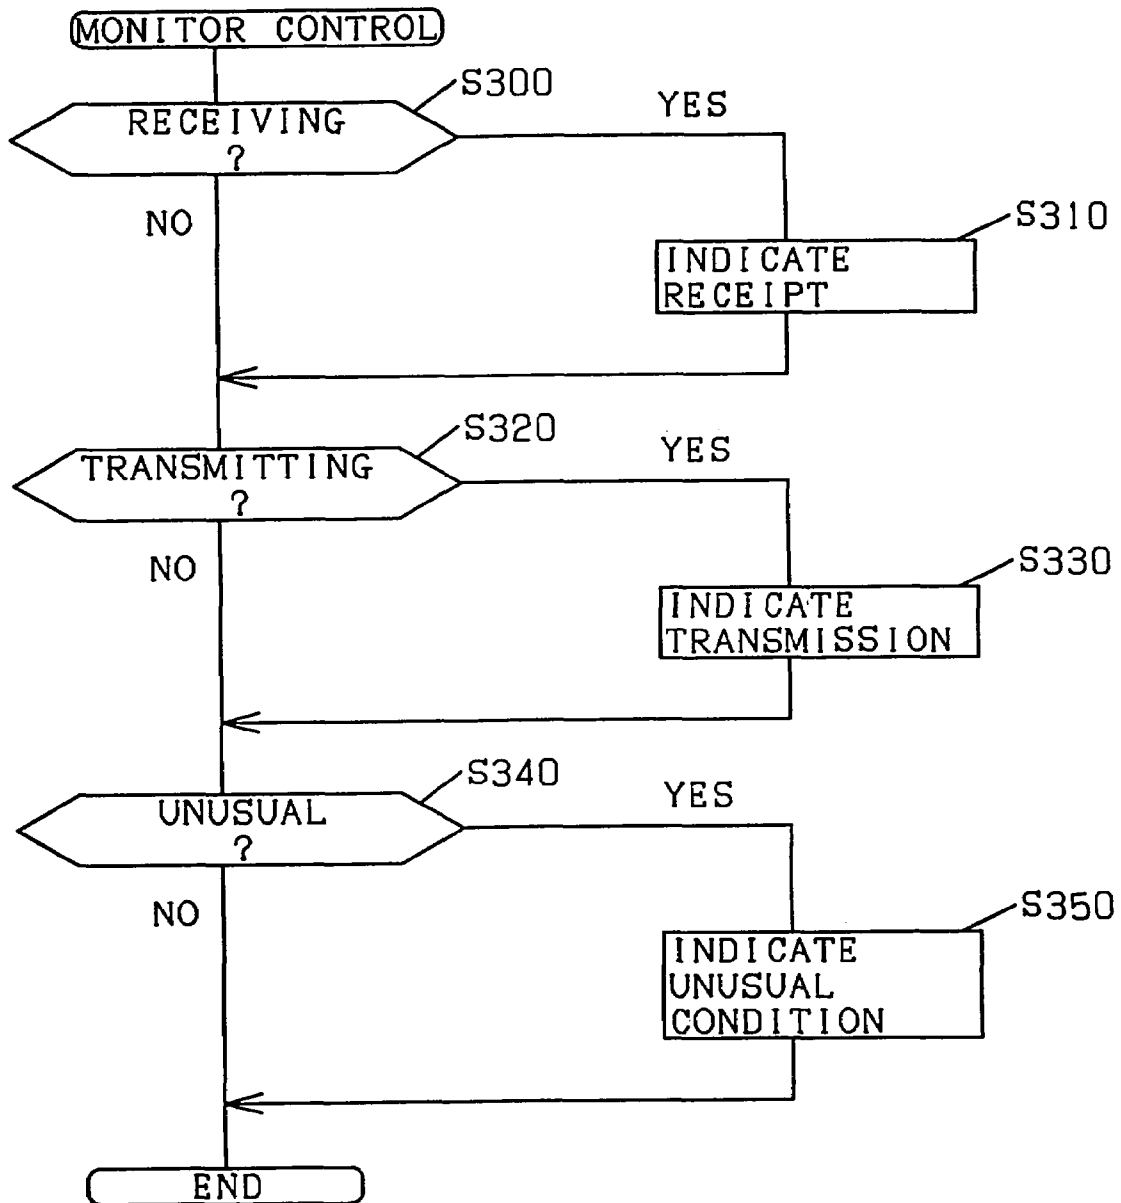 MONITOR CONTROL
S300
RECEIVING
?
YES
NO
S310
INDICATE
RECEIPT
S320
TRANSMITTING
?
YES
NO
S330
INDICATE
TRANSMISSION
S340
UNUSUAL
?
YES
NO
S350
INDICATE
UNUSUAL
CONDITION
END